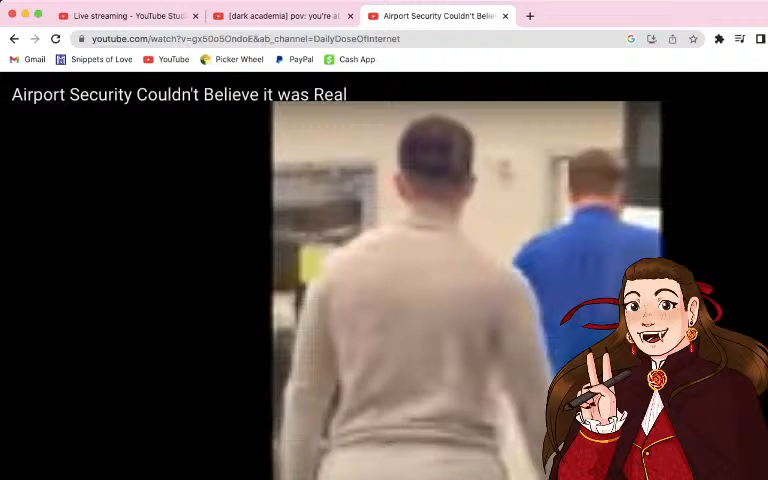 Live streaming - YouTube Stud
[dark academia] pov: you're al
Airport Security Couldn't Belie
youtube.com/watch?v=gx50o5OndoE&ab_channel=DailyDoseOfInternet
Gmail
Snippets of Love
YouTube
Picker Wheel
PayPal
Cash App
Airport Security Couldn't Believe it was Real